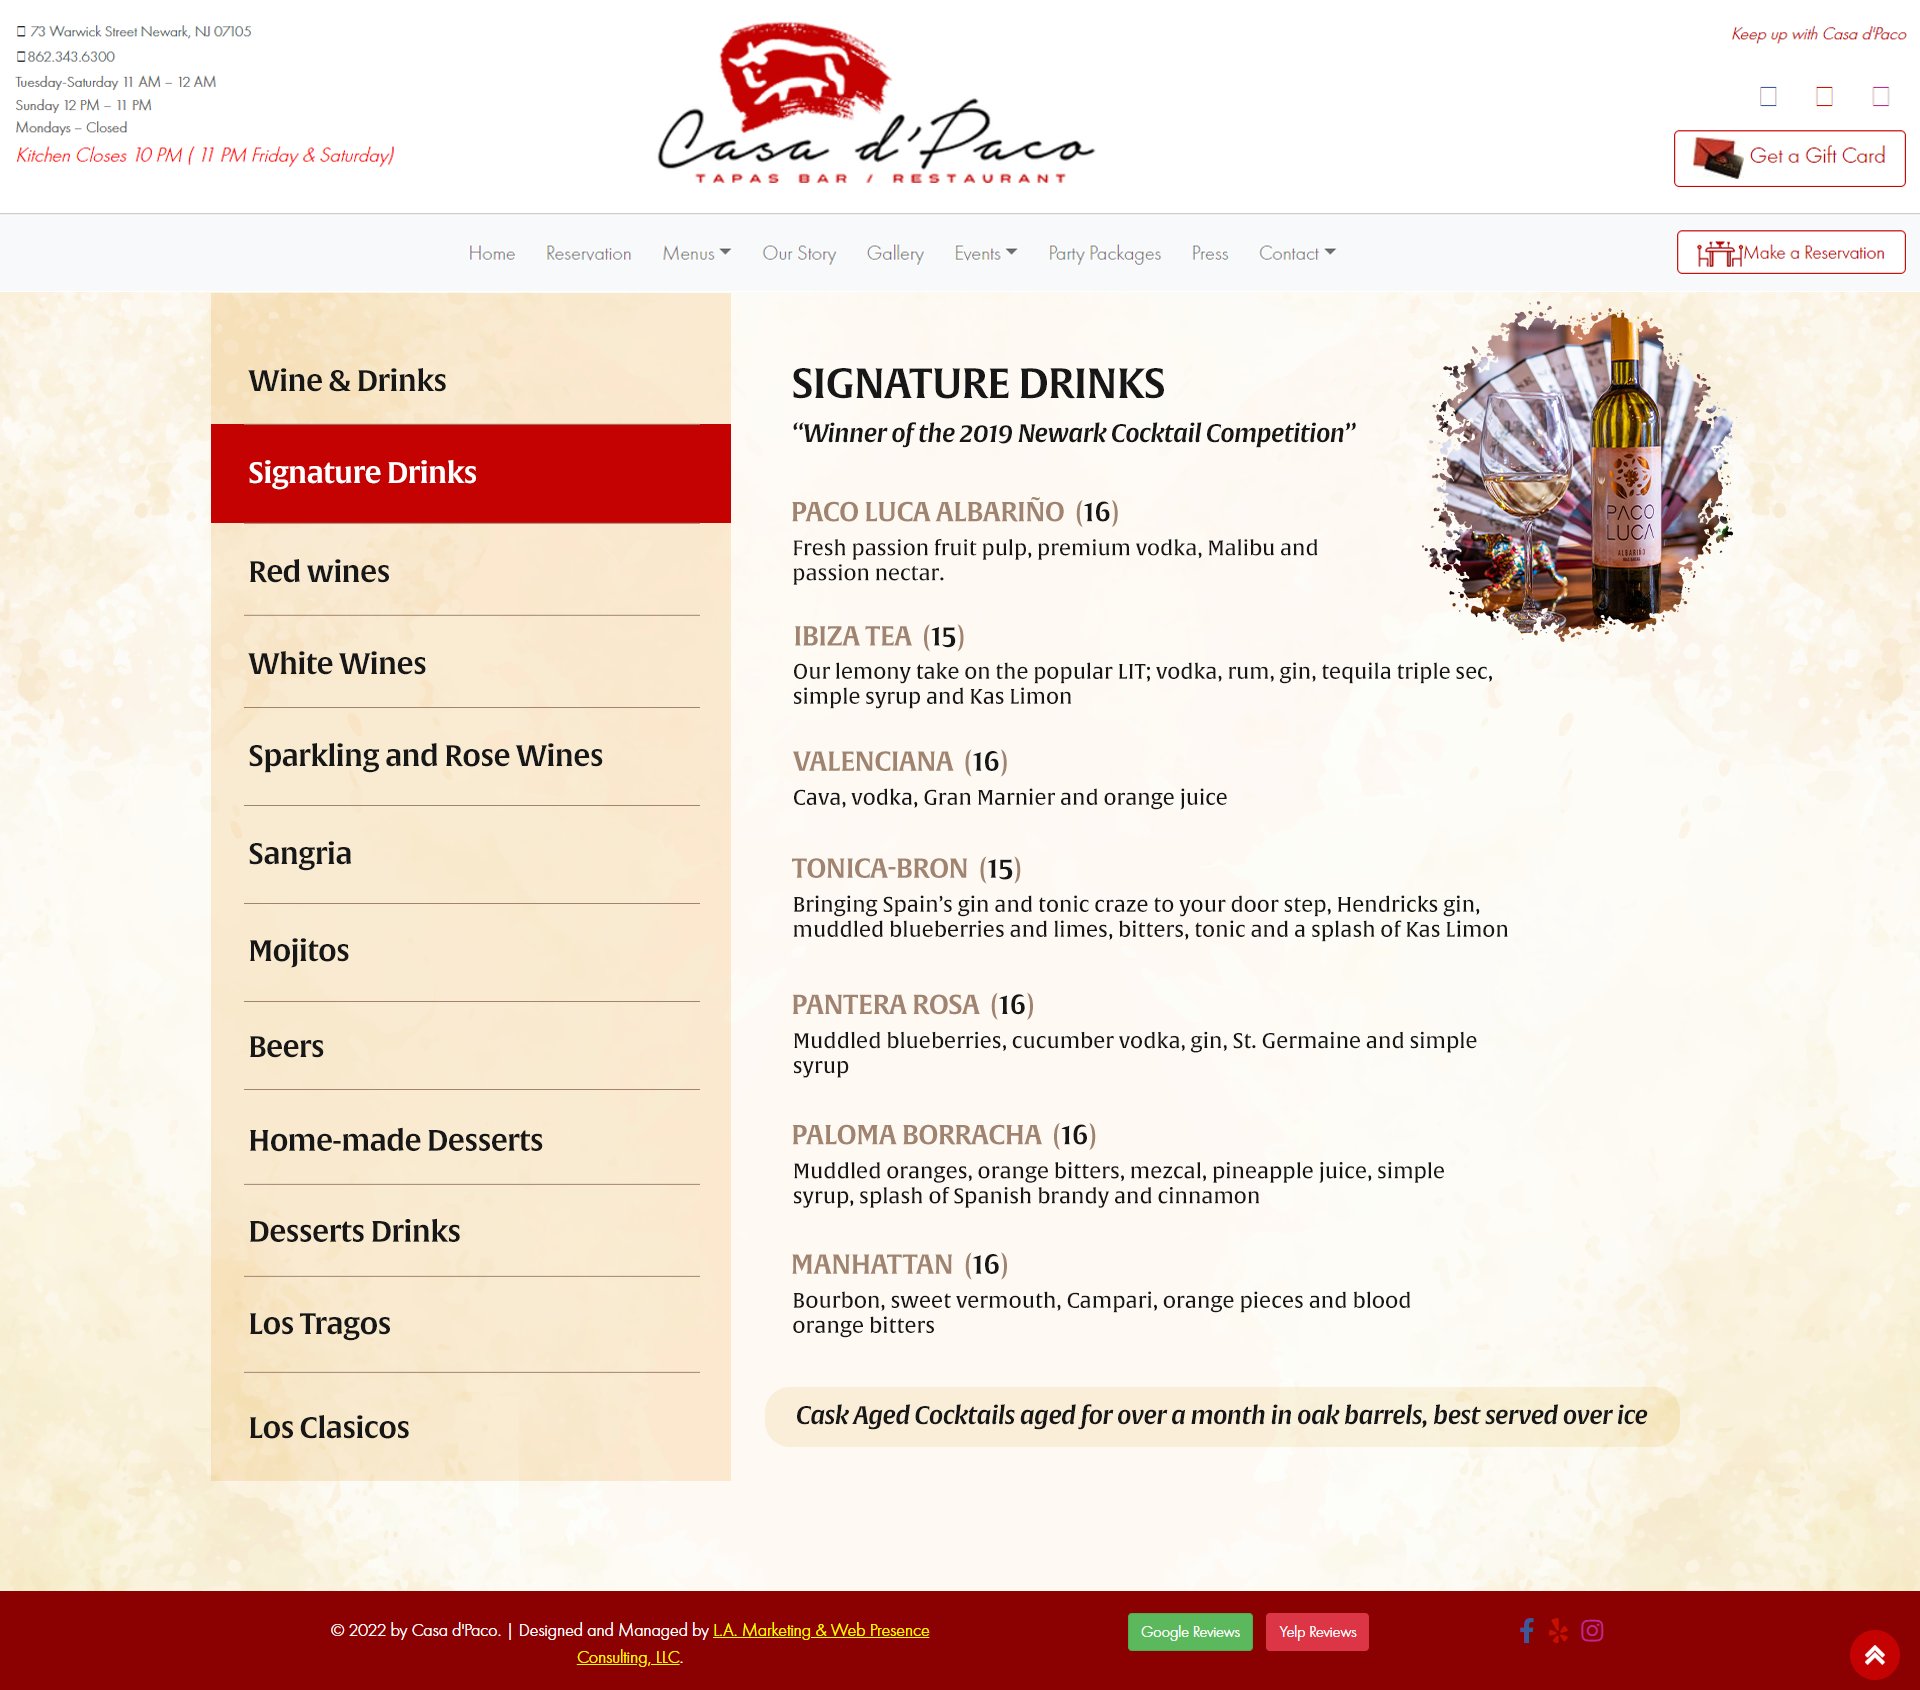 73 Warwick Street Newark, NJ 07105
862.343.6300
Tuesday-Saturday 11 AM – 12 AM
Sunday 12 PM – 11 PM
Mondays – Closed
Kitchen Closes 10 PM ( 11 PM Friday & Saturday)
Casa d'Paco
TAPAS BAR / RESTAURANT
Keep up with Casa d'Paco
Get a Gift Card
Home Reservation Menus Our Story Gallery Events Party Packages Press Contact
Make a Reservation
Wine & Drinks
Signature Drinks
Red wines
White Wines
Sparkling and Rose Wines
Sangria
Mojitos
Beers
Home-made Desserts
Desserts Drinks
Los Tragos
Los Clasicos
SIGNATURE DRINKS
“Winner of the 2019 Newark Cocktail Competition”
PACO LUCA ALBARIÑO (16)
Fresh passion fruit pulp, premium vodka, Malibu and
passion nectar.
IBIZA TEA (15)
Our lemony take on the popular LIT; vodka, rum, gin, tequila triple sec,
simple syrup and Kas Limon
VALENCIANA (16)
Cava, vodka, Gran Marnier and orange juice
TONICA-BRON (15)
Bringing Spain’s gin and tonic craze to your door step, Hendricks gin,
muddled blueberries and limes, bitters, tonic and a splash of Kas Limon
PANTERA ROSA (16)
Muddled blueberries, cucumber vodka, gin, St. Germaine and simple
syrup
PALOMA BORRACHA (16)
Muddled oranges, orange bitters, mezcal, pineapple juice, simple
syrup, splash of Spanish brandy and cinnamon
MANHATTAN (16)
Bourbon, sweet vermouth, Campari, orange pieces and blood
orange bitters
Cask Aged Cocktails aged for over a month in oak barrels, best served over ice
PACO
LUCA
ALBARIÑO
© 2022 by Casa d'Paco. | Designed and Managed by L.A. Marketing & Web Presence
Consulting, LLC.
Google Reviews
Yelp Reviews